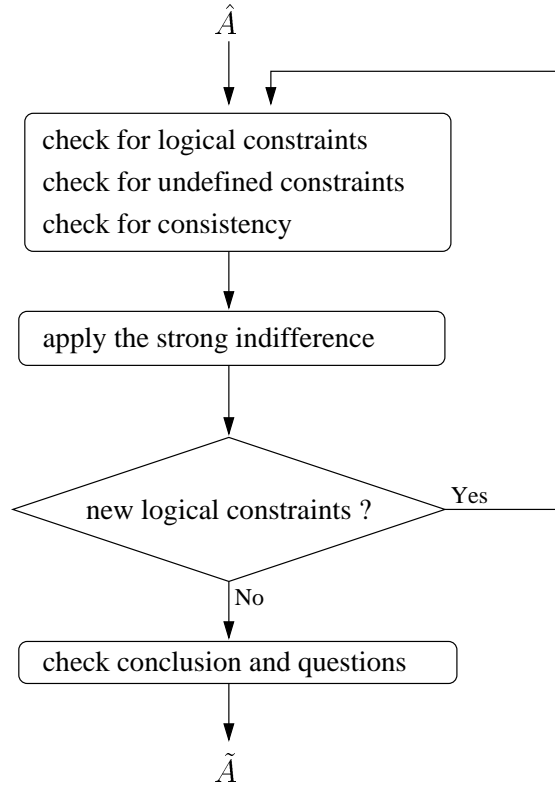 Â
check for logical constraints
check for undefined constraints
check for consistency
apply the strong indifference
new logical constraints ?
Yes
No
check conclusion and questions
Ã